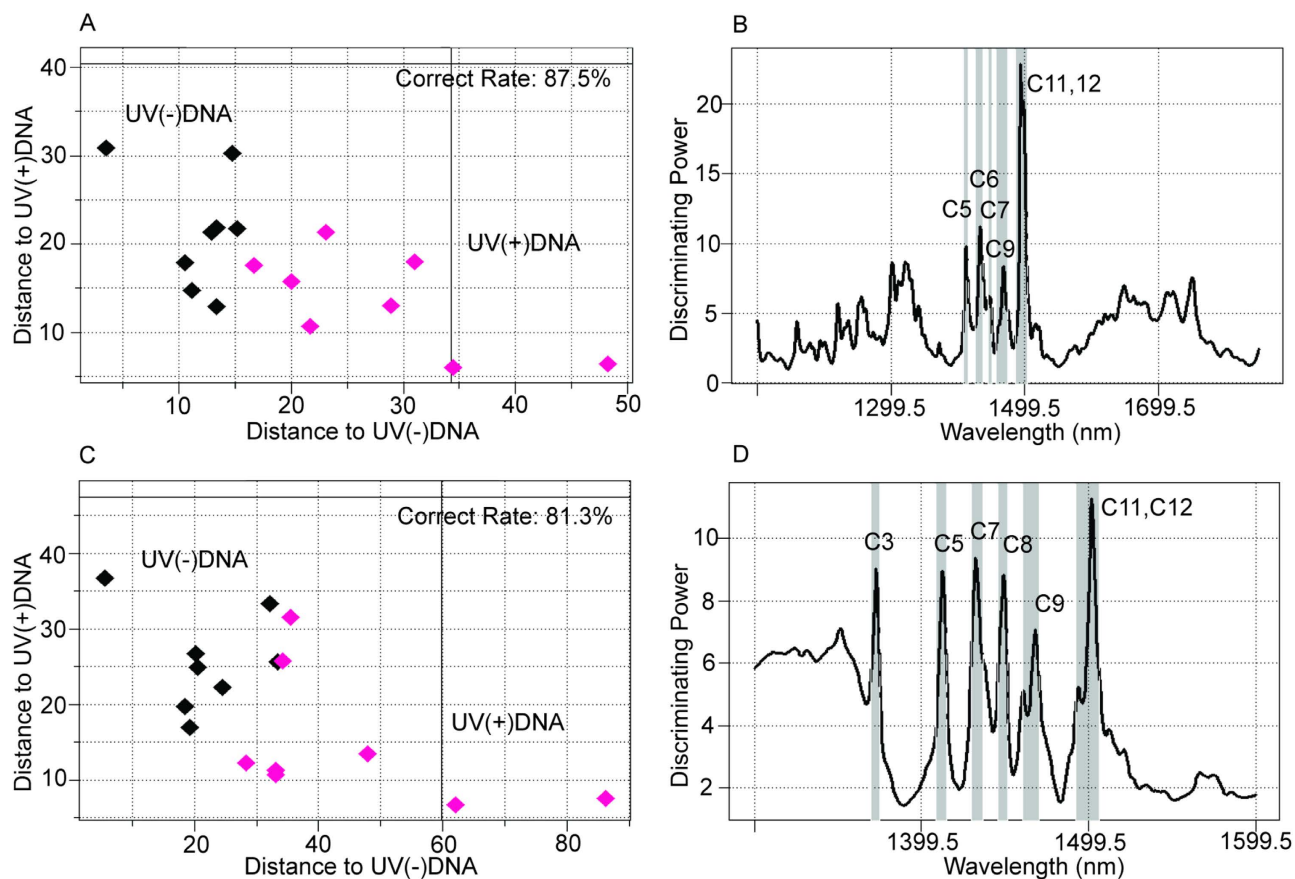 A
Correct Rate: 87.5%
UV(-)DNA
UV(+)DNA
40
30
20
10
10 20 30 40 50
Distance to UV(+)DNA
Distance to UV(-)DNA
B
C11,12
C6
C5 C7
C9
20
15
10
5
0
1299.5 1499.5 1699.5
Discriminating Power
Wavelength (nm)
C
Correct Rate: 81.3%
UV(-)DNA
UV(+)DNA
40
30
20
10
20 40 60 80
Distance to UV(+)DNA
Distance to UV(-)DNA
D
C11,C12
C3 C5 C7 C8
C9
10
8
6
4
2
1399.5 1499.5 1599.5
Discriminating Power
Wavelength (nm)